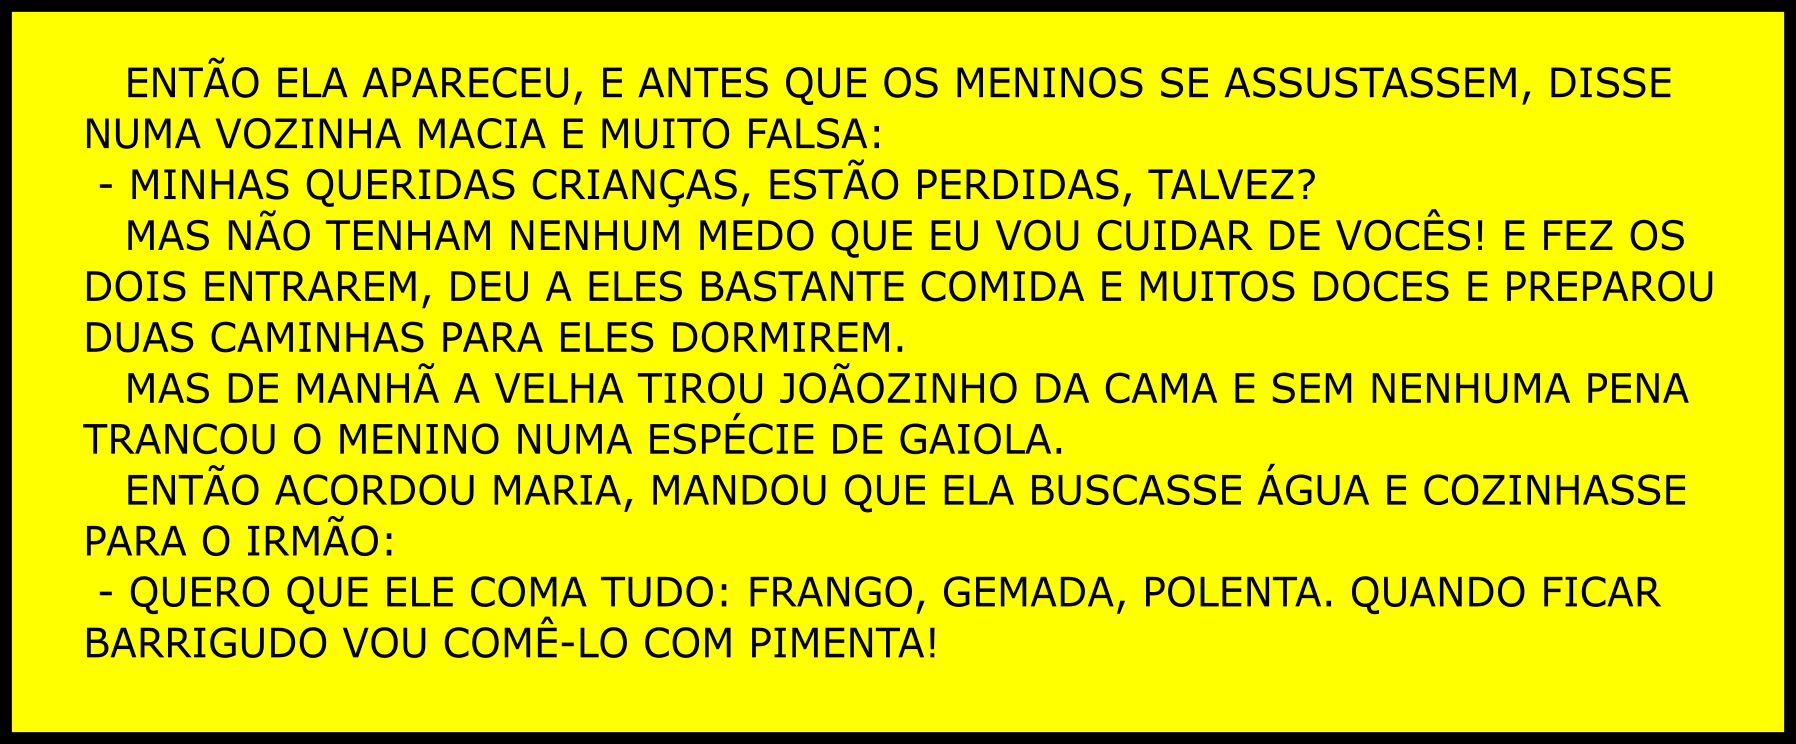 ENTÃO ELA APARECEU, E ANTES QUE OS MENINOS SE ASSUSTASSEM, DISSE
NUMA VOZINHA MACIA E MUITO FALSA:
- MINHAS QUERIDAS CRIANÇAS, ESTÃO PERDIDAS, TALVEZ?
MAS NÃO TENHAM NENHUM MEDO QUE EU VOU CUIDAR DE VOCÊS! E FEZ OS
DOIS ENTRAREM, DEU A ELES BASTANTE COMIDA E MUITOS DOCES E PREPAROU
DUAS CAMINHAS PARA ELES DORMIREM.
MAS DE MANHÃ A VELHA TIROU JOÃOZINHO DA CAMA E SEM NENHUMA PENA
TRANCOU O MENINO NUMA ESPÉCIE DE GAIOLA.
ENTÃO ACORDOU MARIA, MANDOU QUE ELA BUSCASSE ÁGUA E COZINHASSE
PARA O IRMÃO:
- QUERO QUE ELE COMA TUDO: FRANGO, GEMADA, POLENTA. QUANDO FICAR
BARRIGUDO VOU COMÊ-LO COM PIMENTA!